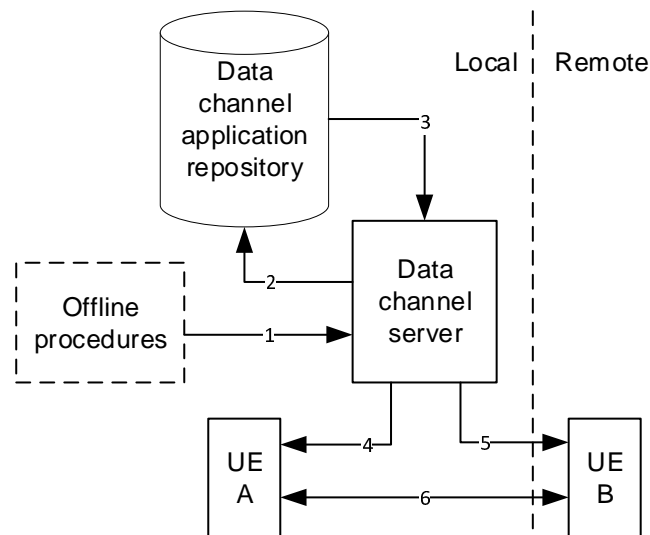 Data
channel
application
repository
Local
Remote
3
2
Offline
procedures
1
Data
channel
server
4
5
UE
A
6
UE
B